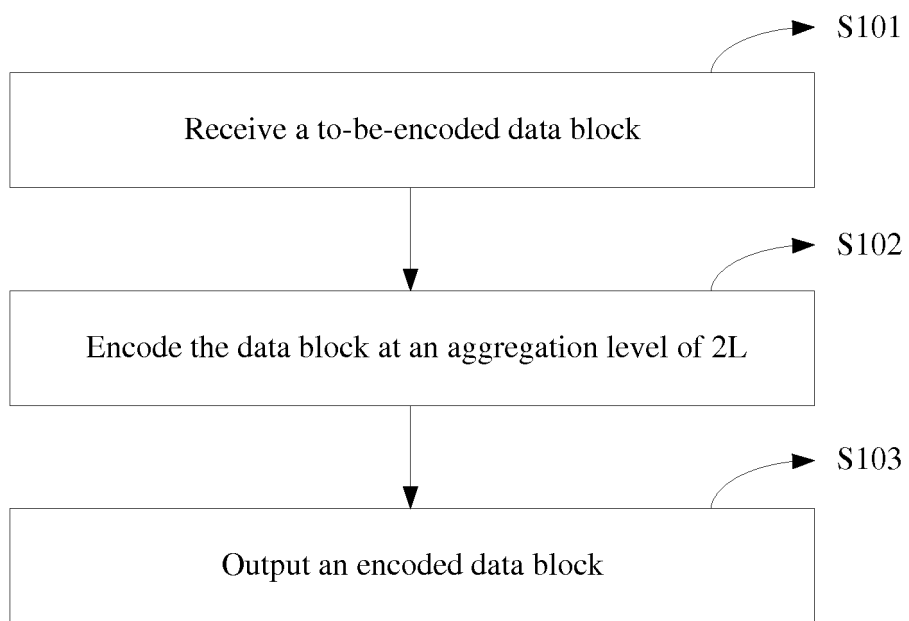 S101
Receive a to-be-encoded data block
S102
Encode the data block at an aggregation level of 2L
S103
Output an encoded data block